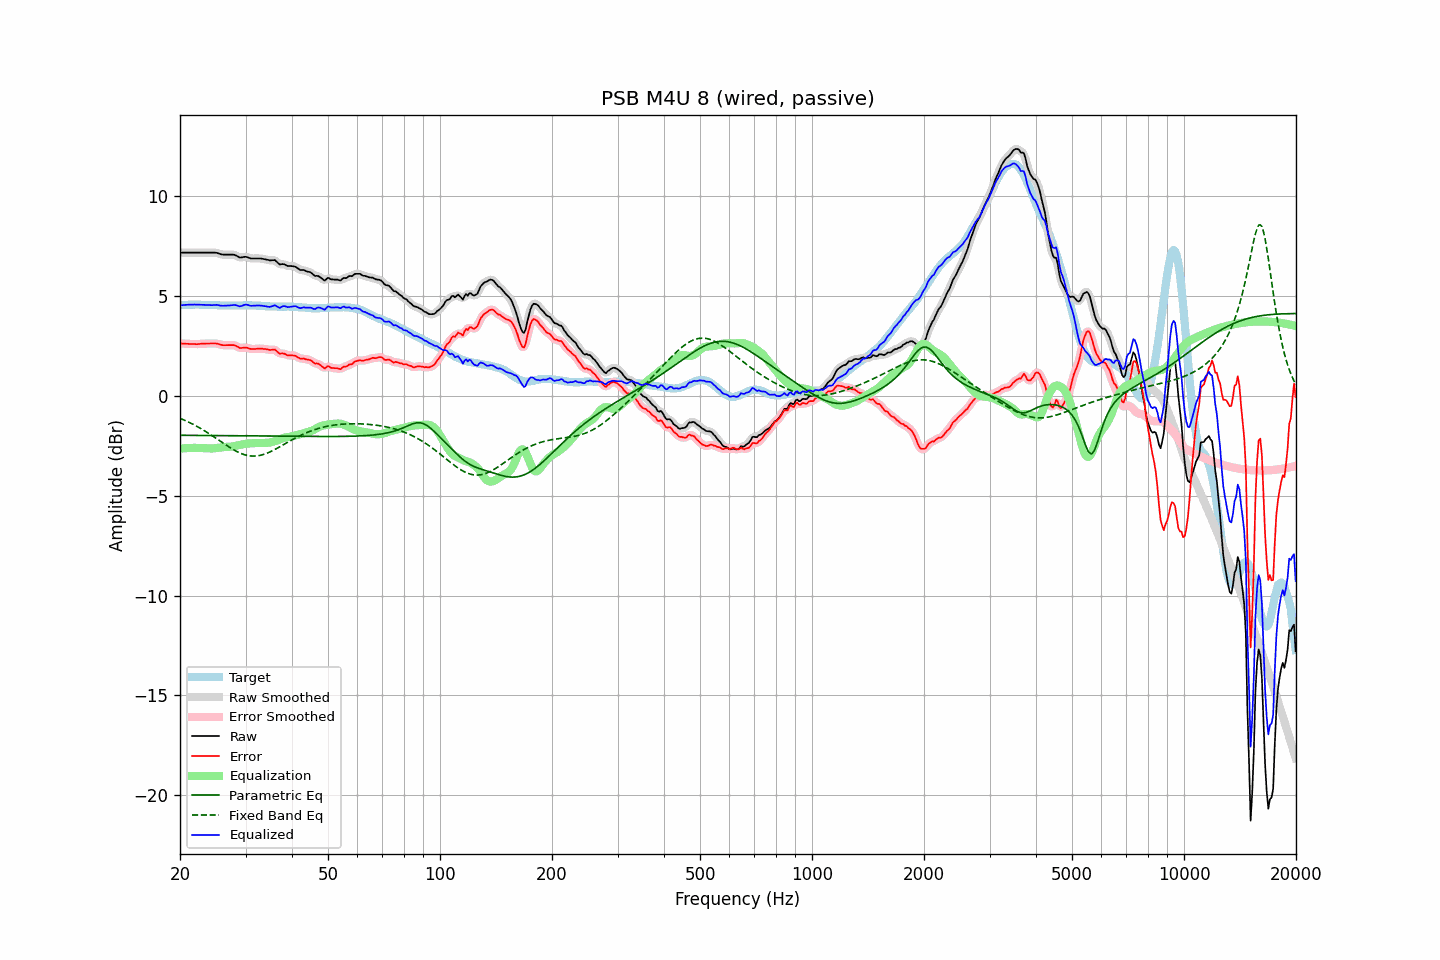 PSB M4U 8 (wired, passive)
Amplitude (dBr)
10
5
0
−5
−10
−15
−20
Target
Raw Smoothed
Error Smoothed
Raw
Error
Equalization
Parametric Eq
Fixed Band Eq
Equalized
20 50 100 200 500 1000 2000 5000 10000 20000
Frequency (Hz)